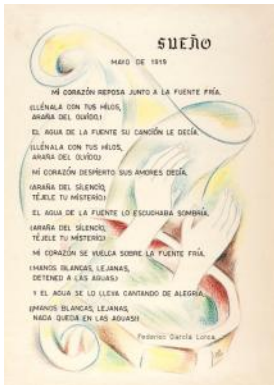 SUEÑO
MAYO DE 1919
MI CORAZÓN REPOSA JUNTO A LA FUENTE FRÍA.
(LLÉNALA CON TUS HILOS,
ARAÑA DEL OLVIDO.)
EL AGUA DE LA FUENTE SU CANCIÓN LE DECÍA.
(LLÉNALA CON TUS HILOS,
ARAÑA DEL OLVIDO.)
MI CORAZÓN DESPIERTO SUS AMORES DECÍA.
(ARAÑA DEL SILENCIO,
TÉJELE TU MISTERIO.)
EL AGUA DE LA FUENTE LO ESCUCHABA SOMBRÍA.
(ARAÑA DEL SILENCIO,
TÉJELE TU MISTERIO.)
MI CORAZÓN SE VUELCA SOBRE LA FUENTE FRÍA.
(MANOS BLANCAS, LEJANAS,
DETENED A LAS AGUAS.)
Y EL AGUA SE LO LLEVA CANTANDO DE ALEGRÍA.
(¡MANOS BLANCAS, LEJANAS,
NADA QUEDA EN LAS AGUAS!)
Federico García Lorca